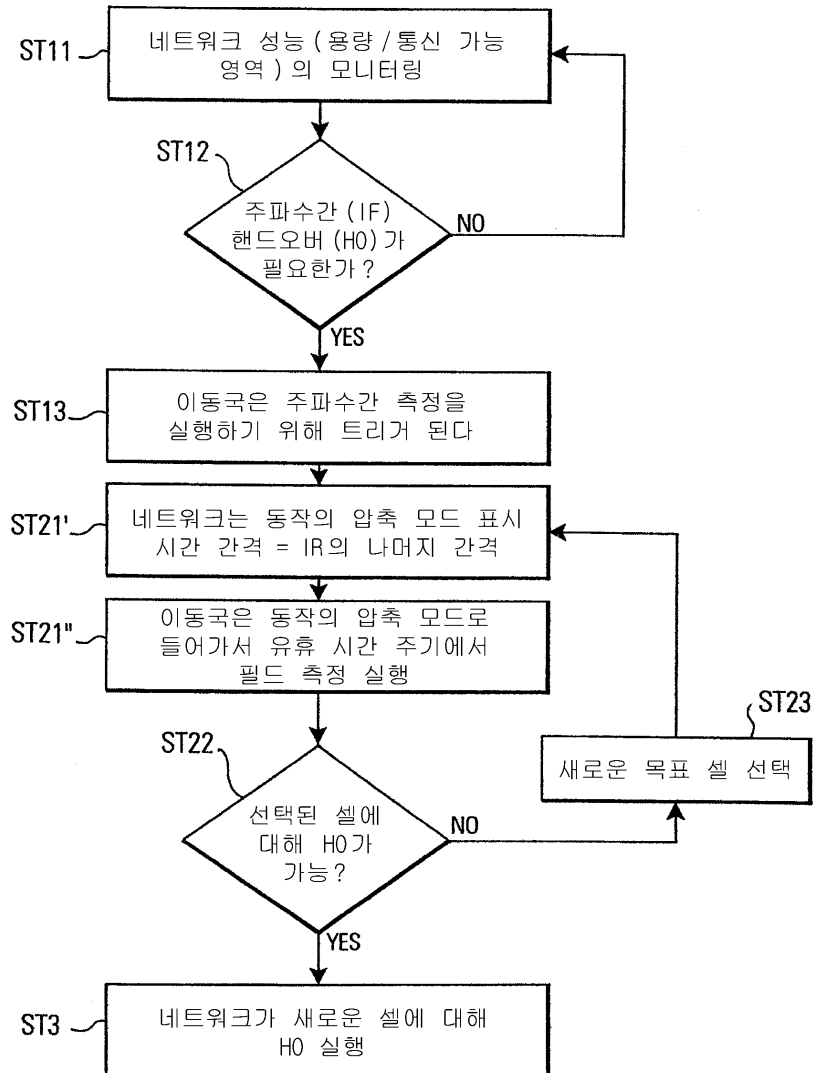 ST11
네트워크 성능 (용량 /통신 가능
영역 )의 모니터링
ST12
주파수간 (IF)
핸드오버(HO)가
필요한가 ?
NO
YES
ST13
이동국은 주파수간 측정을
실행하기 위해 트리거 된다
ST21'
네트워크는 동작의 압축 모드 표시
시간 간격 = IR의 나머지 간격
ST21"
이동국은 동작의 압축 모드로
들어가서 유휴 시간 주기에서
필드 측정 실행
ST22
선택된 셀에
대해 HO가
가능?
NO
YES
ST23
새로운 목표 셀 선택
ST3
네트워크가 새로운 셀에 대해
HO 실행